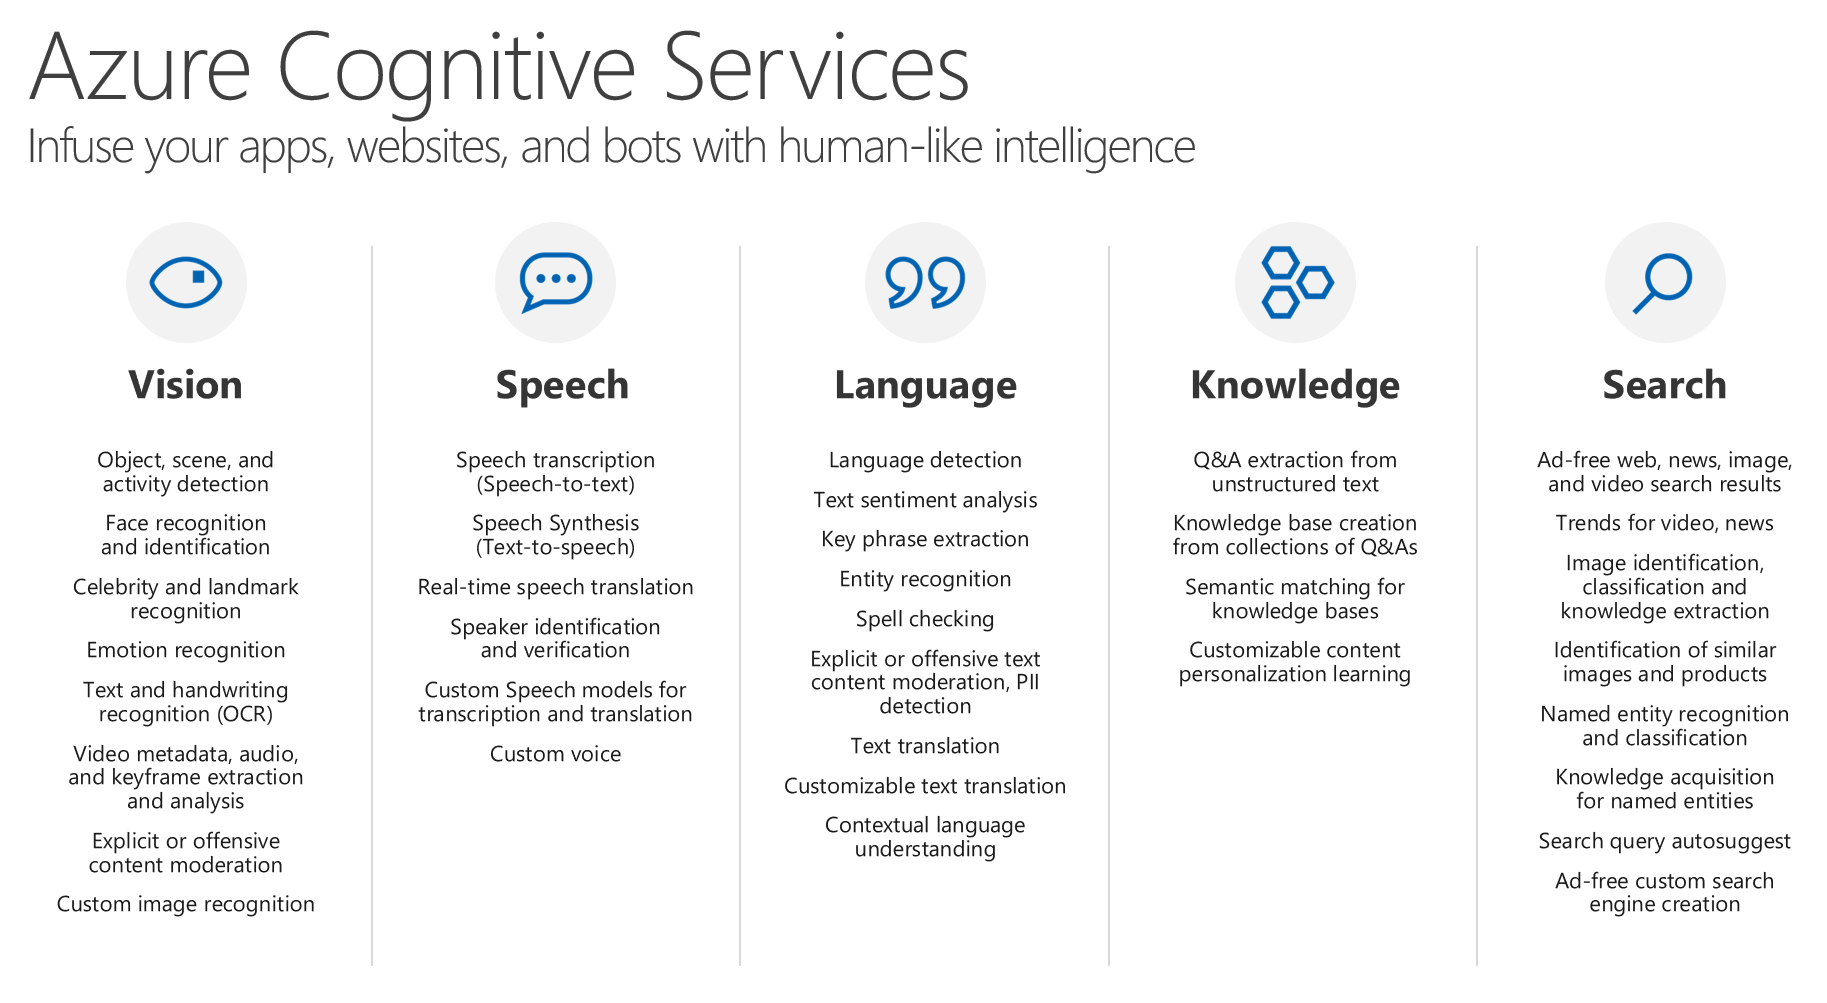 Azure Cognitive Services
Infuse your apps, websites, and bots with human-like intelligence
Vision
Object, scene, and
activity detection
Face recognition
and identification
Celebrity and landmark
recognition
Emotion recognition
Text and handwriting
recognition (OCR)
Video metadata, audio,
and keyframe extraction
and analysis
Explicit or offensive
content moderation
Custom image recognition
Speech
Speech transcription
(Speech-to-text)
Speech Synthesis
(Text-to-speech)
Real-time speech translation
Speaker identification
and verification
Custom Speech models for
transcription and translation
Custom voice
Language
Language detection
Text sentiment analysis
Key phrase extraction
Entity recognition
Spell checking
Explicit or offensive text
content moderation, PII
detection
Text translation
Customizable text translation
Contextual language
understanding
Knowledge
Q&A extraction from
unstructured text
Knowledge base creation
from collections of Q&As
Semantic matching for
knowledge bases
Customizable content
personalization learning
Search
Ad-free web, news, image,
and video search results
Trends for video, news
Image identification,
classification and
knowledge extraction
Identification of similar
images and products
Named entity recognition
and classification
Knowledge acquisition
for named entities
Search query autosuggest
Ad-free custom search
engine creation